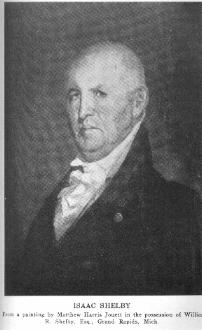 ISAAC SHELBY
from a painting by Matthew Harris Jouett in the possession of
R. Shelby, Esq., Grand Rapids, Mich.